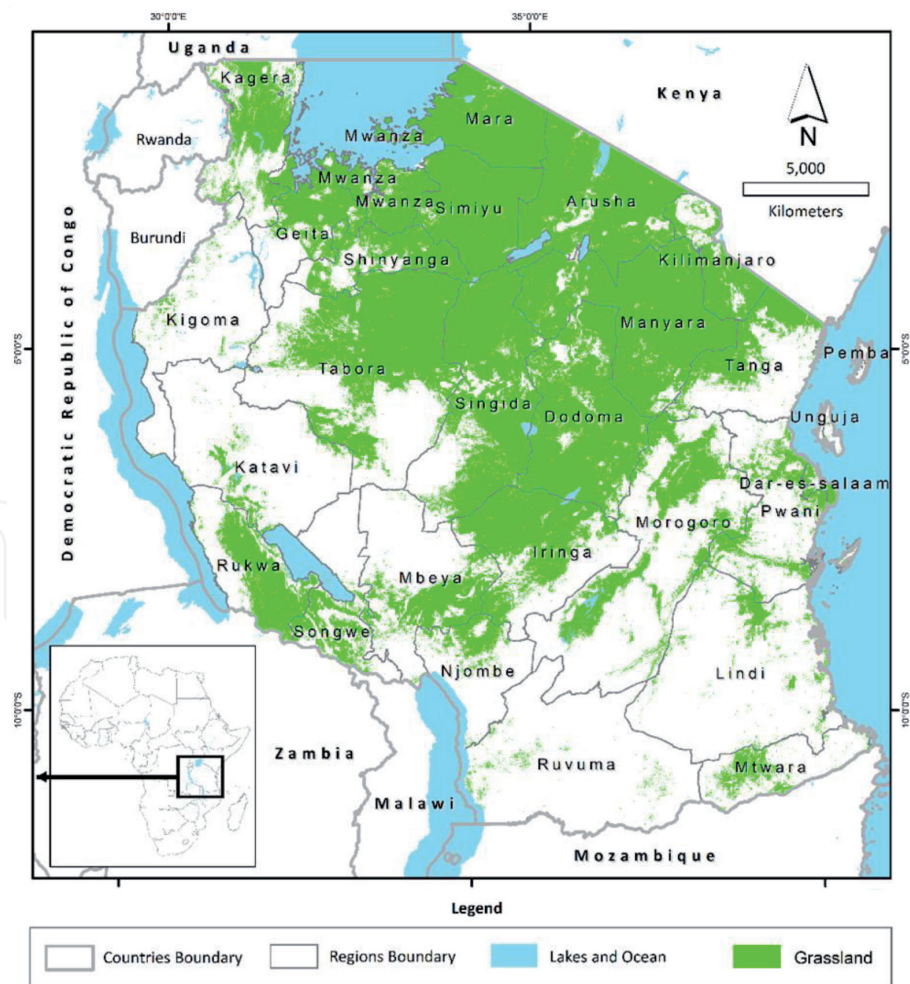 30°0'0"E
35°0'0"E
Uganda
Kagera
Kenya
Mara
Rwanda
Mwanza
N
5,000
Kilometers
Mwanza
Mwanza
Simiyu
Arusha
Burundi
Geita
Shinyanga
Kilimanjaro
Democratic Republic of Congo
Kigoma
Manyara
5°0'0"S
5°0'0"S
Tabora
Tanga
Pemba
Singida
Dodoma
Unguja
Katavi
Dar-es-salaam
Pwani
Morogoro
Rukwa
Iringa
Mbeya
Songwe
Njombe
Lindi
10°0'0"S
10°0'0"S
Zambia
Ruvuma
Mtwara
Malawi
Mozambique
Legend
Countries Boundary
Regions Boundary
Lakes and Ocean
Grassland